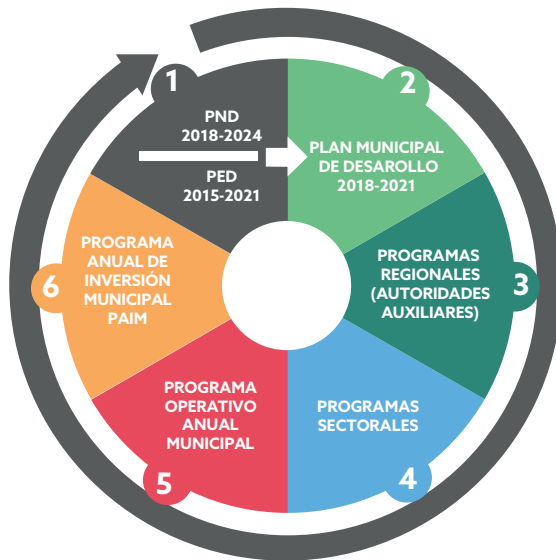 1
PND
2018-2024
PED
2015-2021
2
PLAN MUNICIPAL
DE DESAROLLO
2018-2021
3
PROGRAMAS
REGIONALES
(AUTORIDADES
AUXILIARES)
4
PROGRAMAS
SECTORALES
5
PROGRAMA
OPERATIVO
ANUAL
MUNICIPAL
6
PROGRAMA
ANUAL DE
INVERSIÓN
MUNICIPAL
PAIM